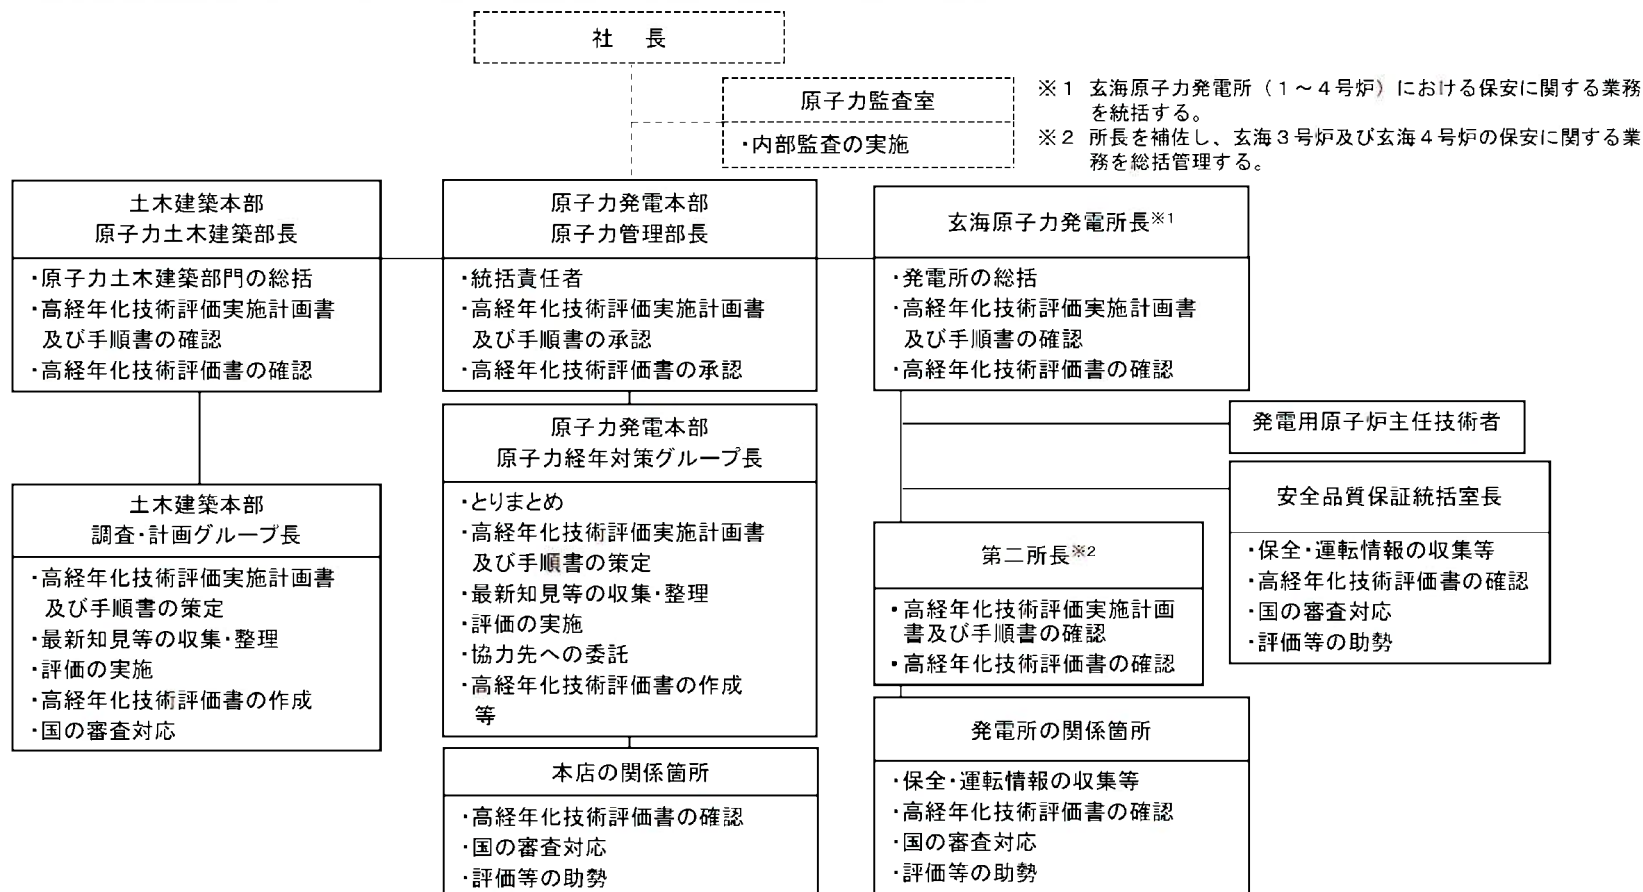 社 長
原子力監査室
・内部監査の実施
※1 玄海原子力発電所（1～4号炉）における保安に関する業務
を統括する。
※2 所長を補佐し、玄海3号炉及び玄海4号炉の保安に関する業
務を総括管理する。
土木建築本部
原子力土木建築部長
・原子力土木建築部門の総括
・高経年化技術評価実施計画書
及び手順書の確認
・高経年化技術評価書の確認
原子力発電本部
原子力管理部長
・統括責任者
・高経年化技術評価実施計画書
及び手順書の承認
・高経年化技術評価書の承認
玄海原子力発電所長※1
・発電所の総括
・高経年化技術評価実施計画書
及び手順書の確認
・高経年化技術評価書の確認
土木建築本部
調査・計画グループ長
・高経年化技術評価実施計画書
及び手順書の策定
・最新知見等の収集・整理
・評価の実施
・高経年化技術評価書の作成
・国の審査対応
原子力発電本部
原子力経年対策グループ長
・とりまとめ
・高経年化技術評価実施計画書
及び手順書の策定
・最新知見等の収集・整理
・評価の実施
・協力先への委託
・高経年化技術評価書の作成
等
本店の関係箇所
・高経年化技術評価書の確認
・国の審査対応
・評価等の助勢
発電用原子炉主任技術者
安全品質保証統括室長
・保全・運転情報の収集等
・高経年化技術評価書の確認
・国の審査対応
・評価等の助勢
第二所長※2
・高経年化技術評価実施計画
書及び手順書の確認
・高経年化技術評価書の確認
発電所の関係箇所
・保全・運転情報の収集等
・高経年化技術評価書の確認
・国の審査対応
・評価等の助勢